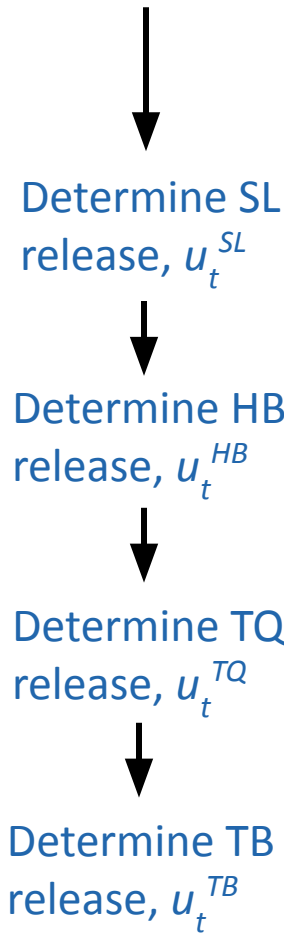 Determine SL
release, u_t^SL
Determine HB
release, u_t^HB
Determine TQ
release, u_t^TQ
Determine TB
release, u_t^TB